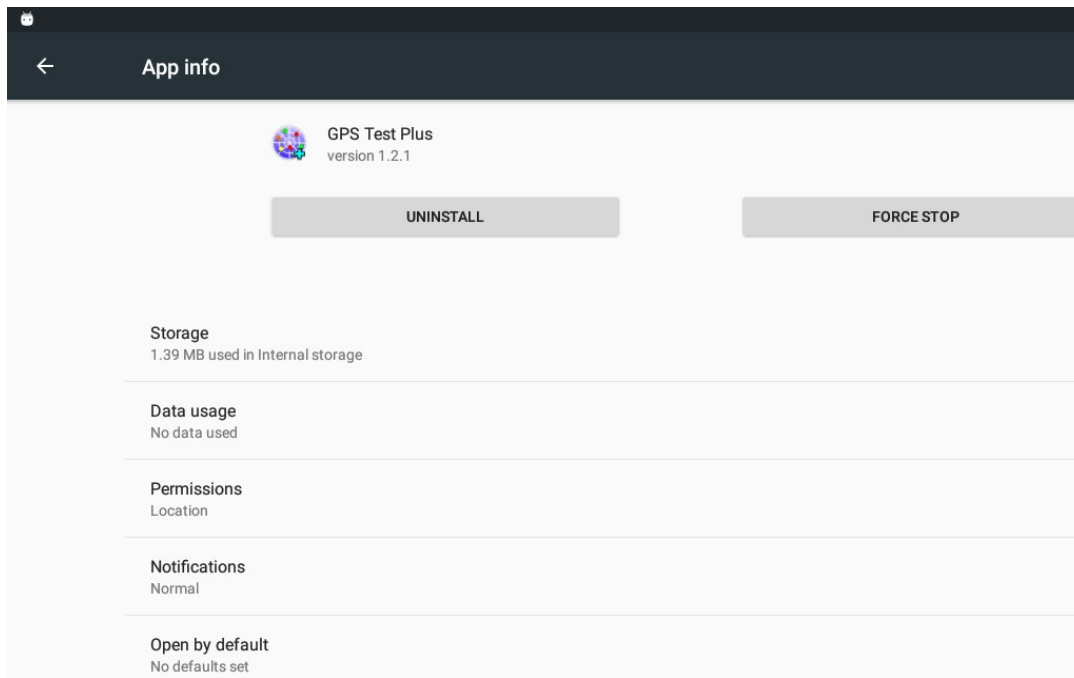 App info
GPS Test Plus
version 1.2.1
UNINSTALL
FORCE STOP
Storage
1.39 MB used in Internal storage
Data usage
No data used
Permissions
Location
Notifications
Normal
Open by default
No defaults set